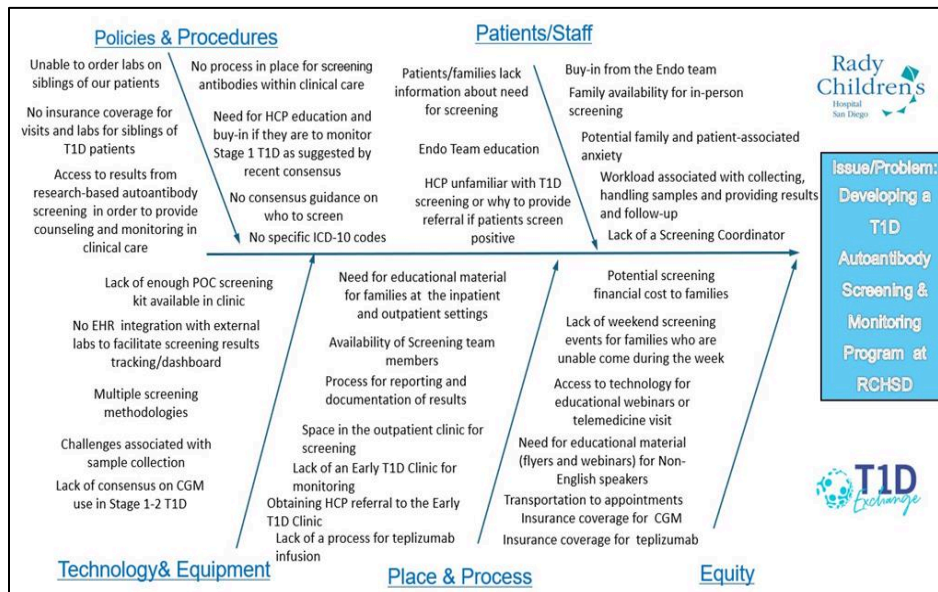 Policies & Procedures
Unable to order labs on
siblings of our patients
No insurance coverage for
visits and labs for siblings of
T1D patients
Access to results from
research-based autoantibody
screening in order to provide
counseling and monitoring in
clinical care
No process in place for screening
antibodies within clinical care
Need for HCP education and
buy-in if they are to monitor
Stage 1 T1D as suggested by
recent consensus
No consensus guidance on
who to screen
No specific ICD-10 codes
Patients/Staff
Patients/families lack
information about need
for screening
Endo Team education
HCP unfamiliar with T1D
screening or why to provide
referral if patients screen
positive
Buy-in from the Endo team
Family availability for in-person
screening
Potential family and patient-associated
anxiety
Workload associated with collecting,
handling samples and providing results
and follow-up
Lack of a Screening Coordinator
Rady
Children's
Hospital
San Diego
Issue/Problem:
Developing a
T1D
Autoantibody
Screening &
Monitoring
Program at
RCHSD
Lack of enough POC screening
kit available in clinic
No EHR integration with external
labs to facilitate screening results
tracking/dashboard
Multiple screening
methodologies
Challenges associated with
sample collection
Lack of consensus on CGM
use in Stage 1-2 T1D
Technology& Equipment
Need for educational material
for families at the inpatient
and outpatient settings
Availability of Screening team
members
Process for reporting and
documentation of results
Space in the outpatient clinic for
screening
Lack of an Early T1D Clinic for
monitoring
Obtaining HCP referral to the Early
T1D Clinic
Lack of a process for teplizumab
infusion
Place & Process
Potential screening
financial cost to families
Lack of weekend screening
events for families who are
unable come during the week
Access to technology for
educational webinars or
telemedicine visit
Need for educational material
(flyers and webinars) for Non-
English speakers
Transportation to appointments
Insurance coverage for CGM
Insurance coverage for teplizumab
Equity
T1D
Exchange